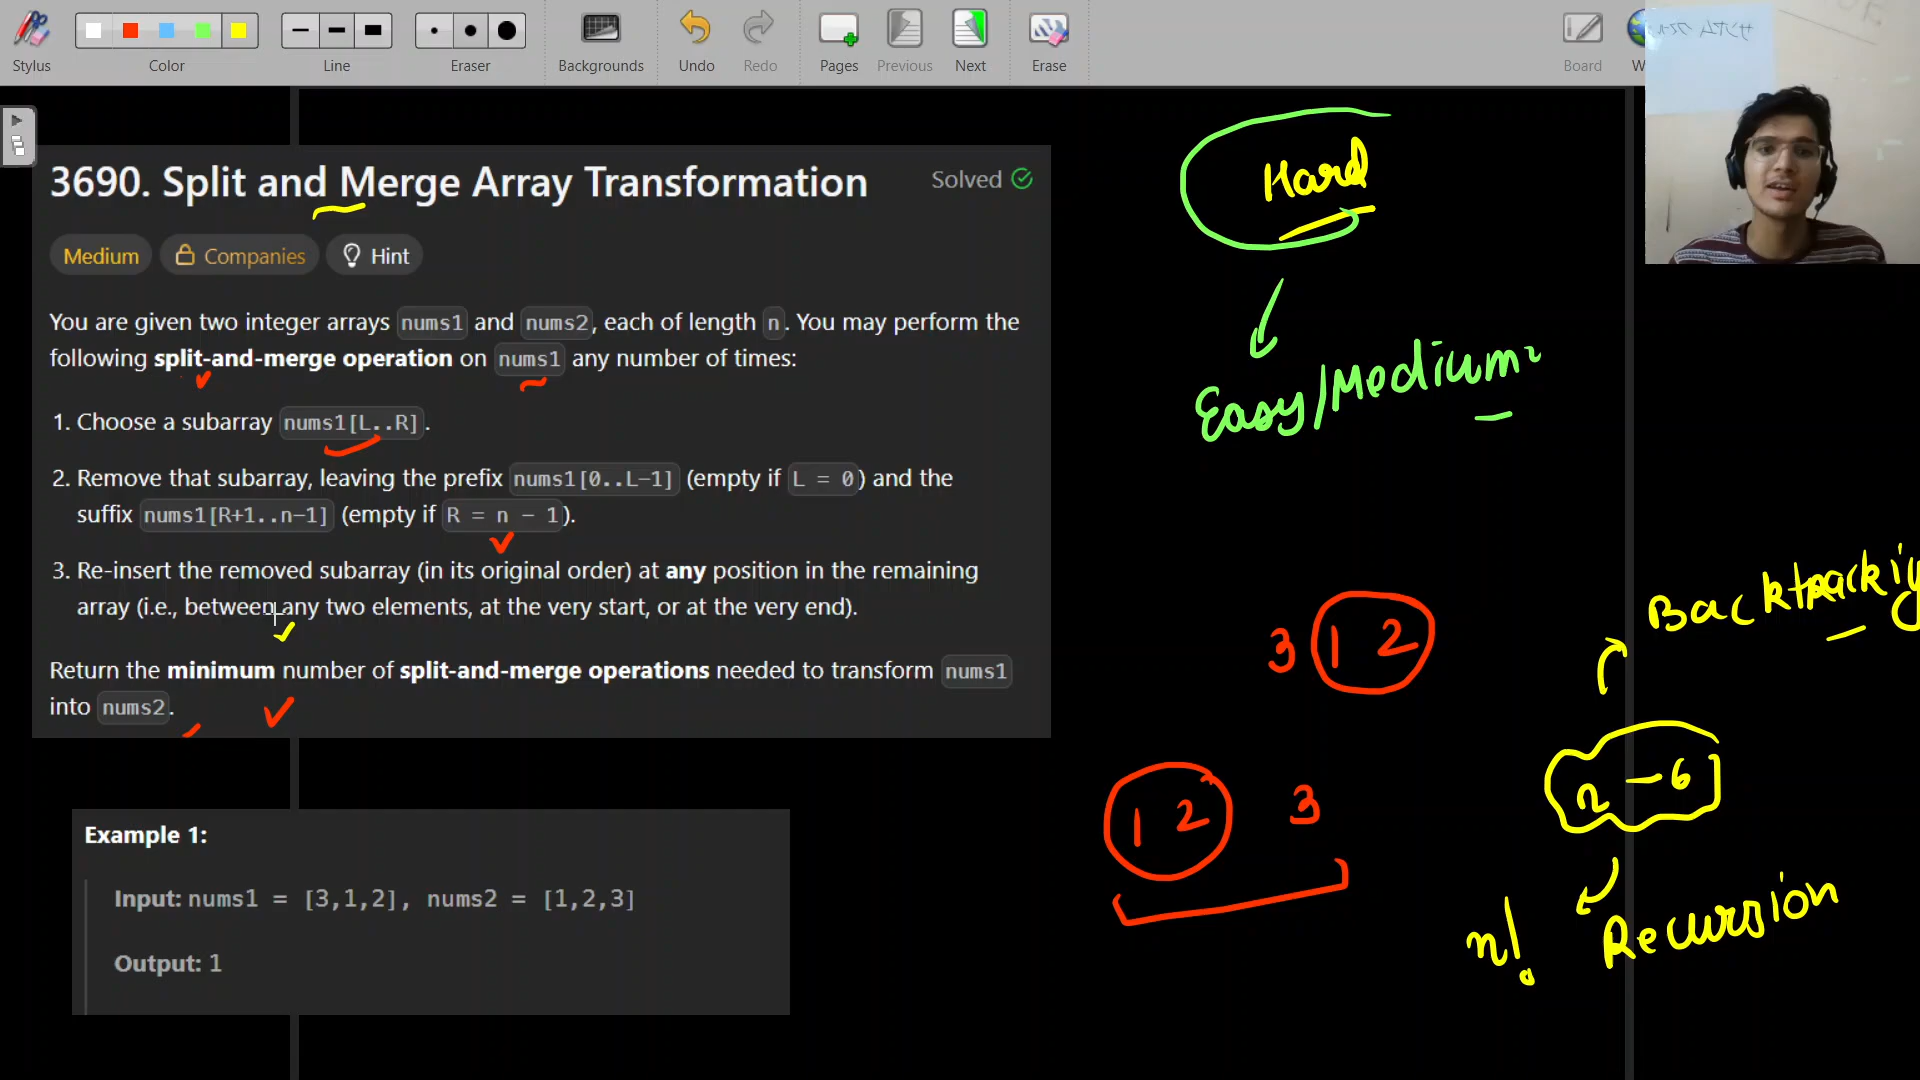 Stylus Color Line Eraser Backgrounds Undo Redo Pages Previous Next Erase Board W
3690. Split and Merge Array Transformation
Solved
Medium Companies Hint
You are given two integer arrays nums1 and nums2, each of length n. You may perform the
following split-and-merge operation on nums1 any number of times:
1. Choose a subarray nums1[L..R].
2. Remove that subarray, leaving the prefix nums1[0..L-1] (empty if L = 0) and the
suffix nums1[R+1..n-1] (empty if R = n - 1).
3. Re-insert the removed subarray (in its original order) at any position in the remaining
array (i.e., between any two elements, at the very start, or at the very end).
Return the minimum number of split-and-merge operations needed to transform nums1
into nums2.
Example 1:
Input: nums1 = [3,1,2], nums2 = [1,2,3]
Output: 1
Hard
Easy/Medium
3 1 2
1 2 3
n - 6
n!
Recursion